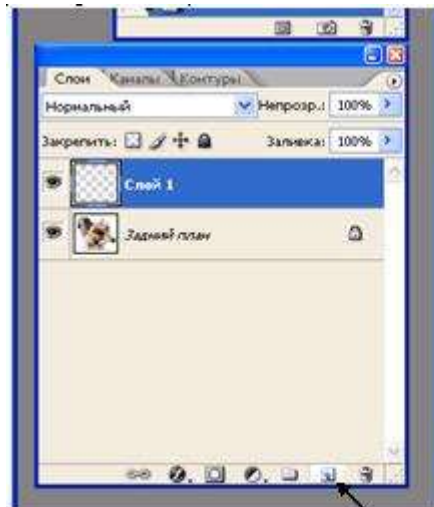 Слои Каналы Контуры
Нормальный Непрозр.: 100%
Закрепить: Заливка: 100%
Слой 1
Задний план